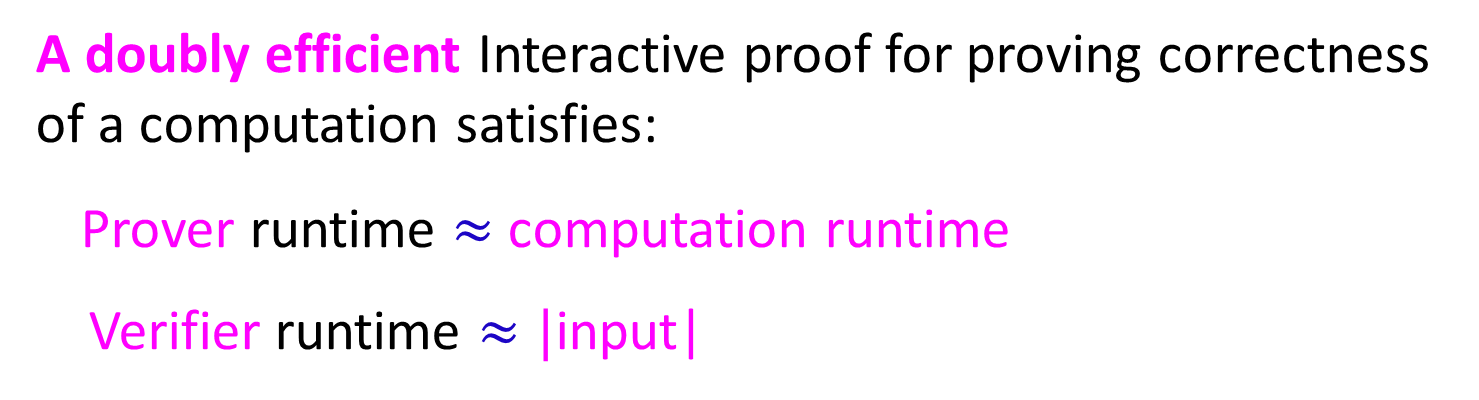 A doubly efficient Interactive proof for proving correctness
of a computation satisfies:
Prover runtime ≈ computation runtime
Verifier runtime ≈ |input|